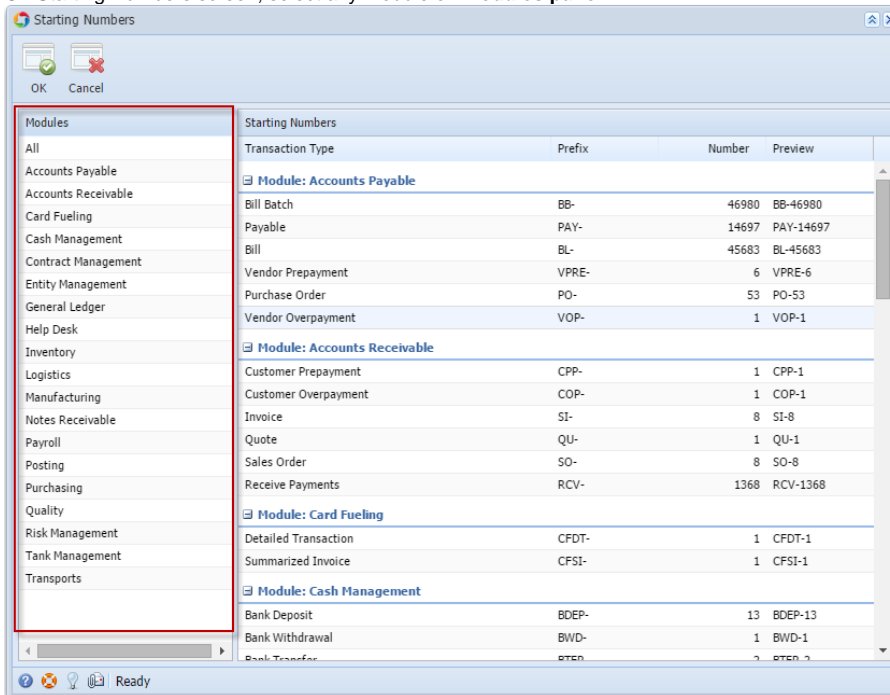 Starting Numbers
OK Cancel
Modules
All
Accounts Payable
Accounts Receivable
Card Fueling
Cash Management
Contract Management
Entity Management
General Ledger
Help Desk
Inventory
Logistics
Manufacturing
Notes Receivable
Payroll
Posting
Purchasing
Quality
Risk Management
Tank Management
Transports
Starting Numbers
Transaction Type Prefix Number Preview
Module: Accounts Payable
Bill Batch BB- 46980 BB-46980
Payable PAY- 14697 PAY-14697
Bill BL- 45683 BL-45683
Vendor Prepayment VPRE- 6 VPRE-6
Purchase Order PO- 53 PO-53
Vendor Overpayment VOP- 1 VOP-1
Module: Accounts Receivable
Customer Prepayment CPP- 1 CPP-1
Customer Overpayment COP- 1 COP-1
Invoice SI- 8 SI-8
Quote QU- 1 QU-1
Sales Order SO- 8 SO-8
Receive Payments RCV- 1368 RCV-1368
Module: Card Fueling
Detailed Transaction CFDT- 1 CFDT-1
Summarized Invoice CFSI- 1 CFSI-1
Module: Cash Management
Bank Deposit BDEP- 13 BDEP-13
Bank Withdrawal BWD- 1 BWD-1
Bank Transfer
Ready